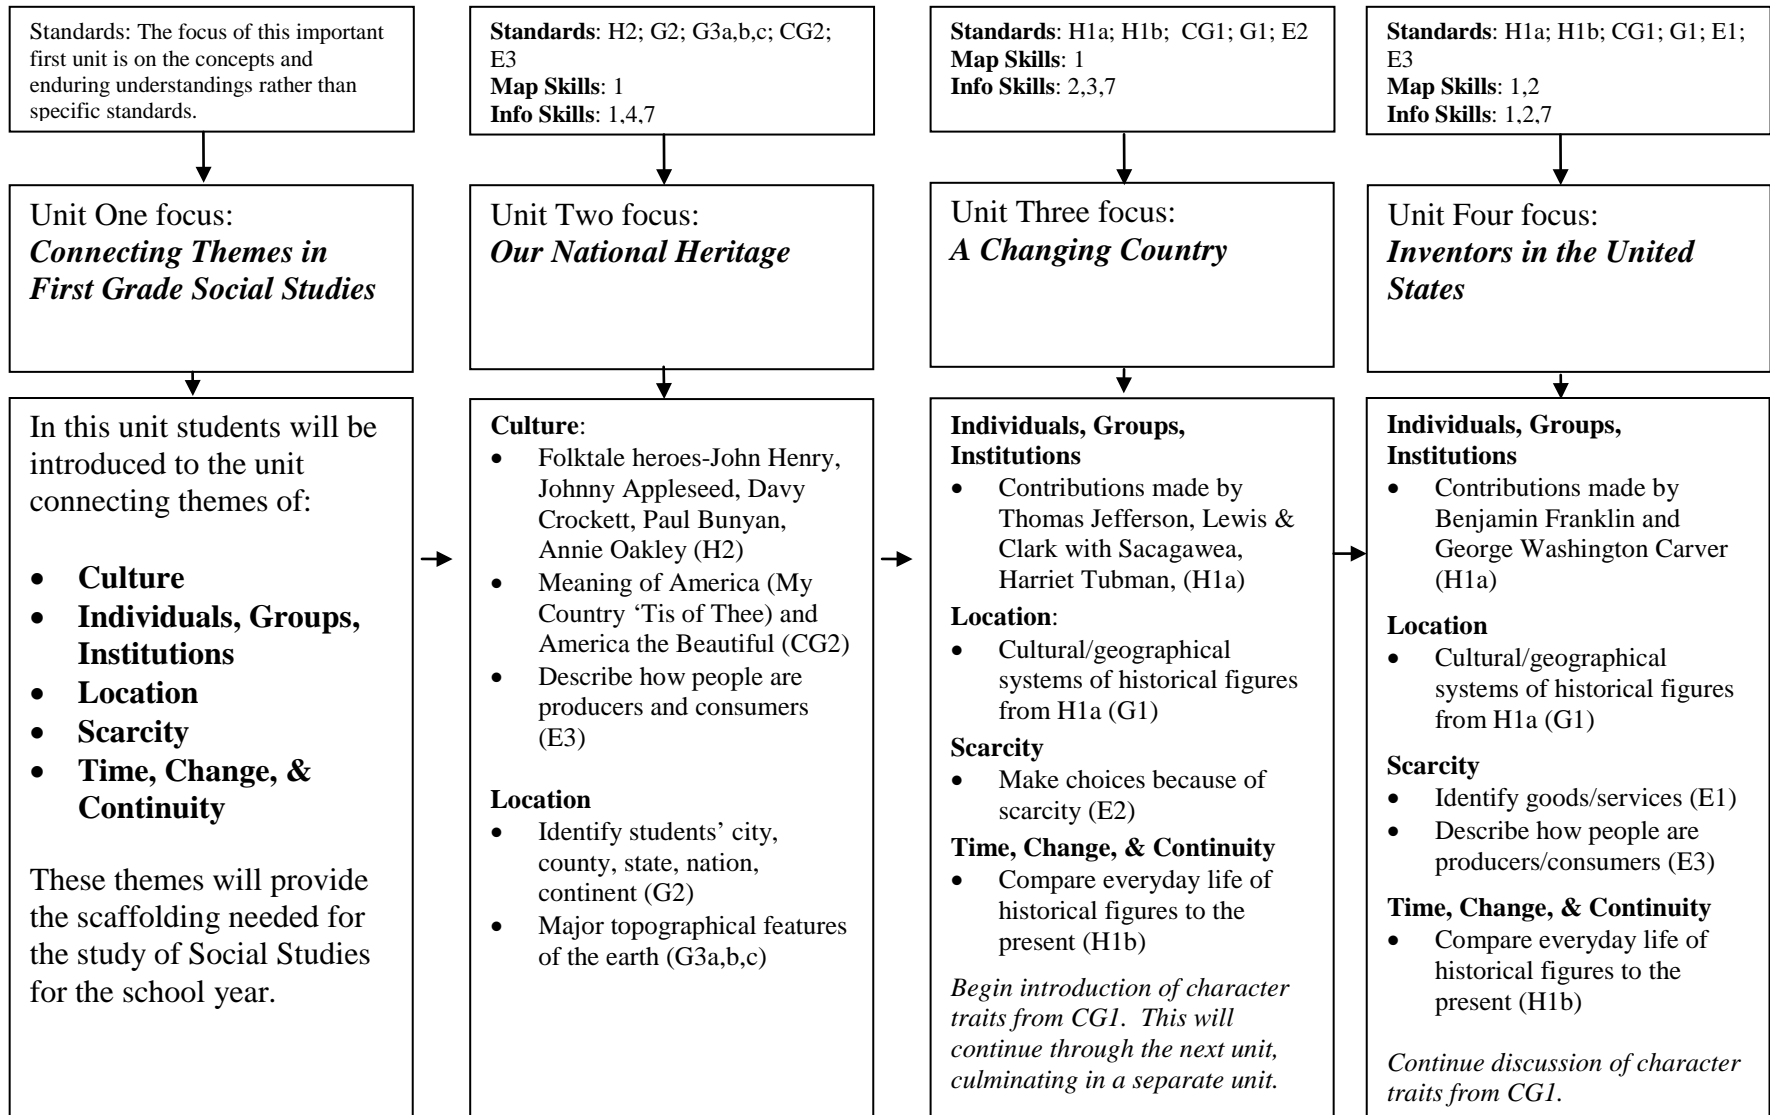 Standards: The focus of this important
first unit is on the concepts and
enduring understandings rather than
specific standards.
Unit One focus:
Connecting Themes in
First Grade Social Studies
In this unit students will be
introduced to the unit
connecting themes of:
• Culture
• Individuals, Groups,
Institutions
• Location
• Scarcity
• Time, Change, &
Continuity
These themes will provide
the scaffolding needed for
the study of Social Studies
for the school year.
Standards: H2; G2; G3a,b,c; CG2;
E3
Map Skills: 1
Info Skills: 1,4,7
Unit Two focus:
Our National Heritage
Culture:
• Folktale heroes-John Henry,
Johnny Appleseed, Davy
Crockett, Paul Bunyan,
Annie Oakley (H2)
• Meaning of America (My
Country ‘Tis of Thee) and
America the Beautiful (CG2)
• Describe how people are
producers and consumers
(E3)
Location
• Identify students’ city,
county, state, nation,
continent (G2)
• Major topographical features
of the earth (G3a,b,c)
Standards: H1a; H1b; CG1; G1; E2
Map Skills: 1
Info Skills: 2,3,7
Unit Three focus:
A Changing Country
Individuals, Groups,
Institutions
• Contributions made by
Thomas Jefferson, Lewis &
Clark with Sacagawea,
Harriet Tubman, (H1a)
Location:
• Cultural/geographical
systems of historical figures
from H1a (G1)
Scarcity
• Make choices because of
scarcity (E2)
Time, Change, & Continuity
• Compare everyday life of
historical figures to the
present (H1b)
Begin introduction of character
traits from CG1. This will
continue through the next unit,
culminating in a separate unit.
Standards: H1a; H1b; CG1; G1; E1;
E3
Map Skills: 1,2
Info Skills: 1,2,7
Unit Four focus:
Inventors in the United
States
Individuals, Groups,
Institutions
• Contributions made by
Benjamin Franklin and
George Washington Carver
(H1a)
Location
• Cultural/geographical
systems of historical figures
from H1a (G1)
Scarcity
• Identify goods/services (E1)
• Describe how people are
producers/consumers (E3)
Time, Change, & Continuity
• Compare everyday life of
historical figures to the
present (H1b)
Continue discussion of character
traits from CG1.